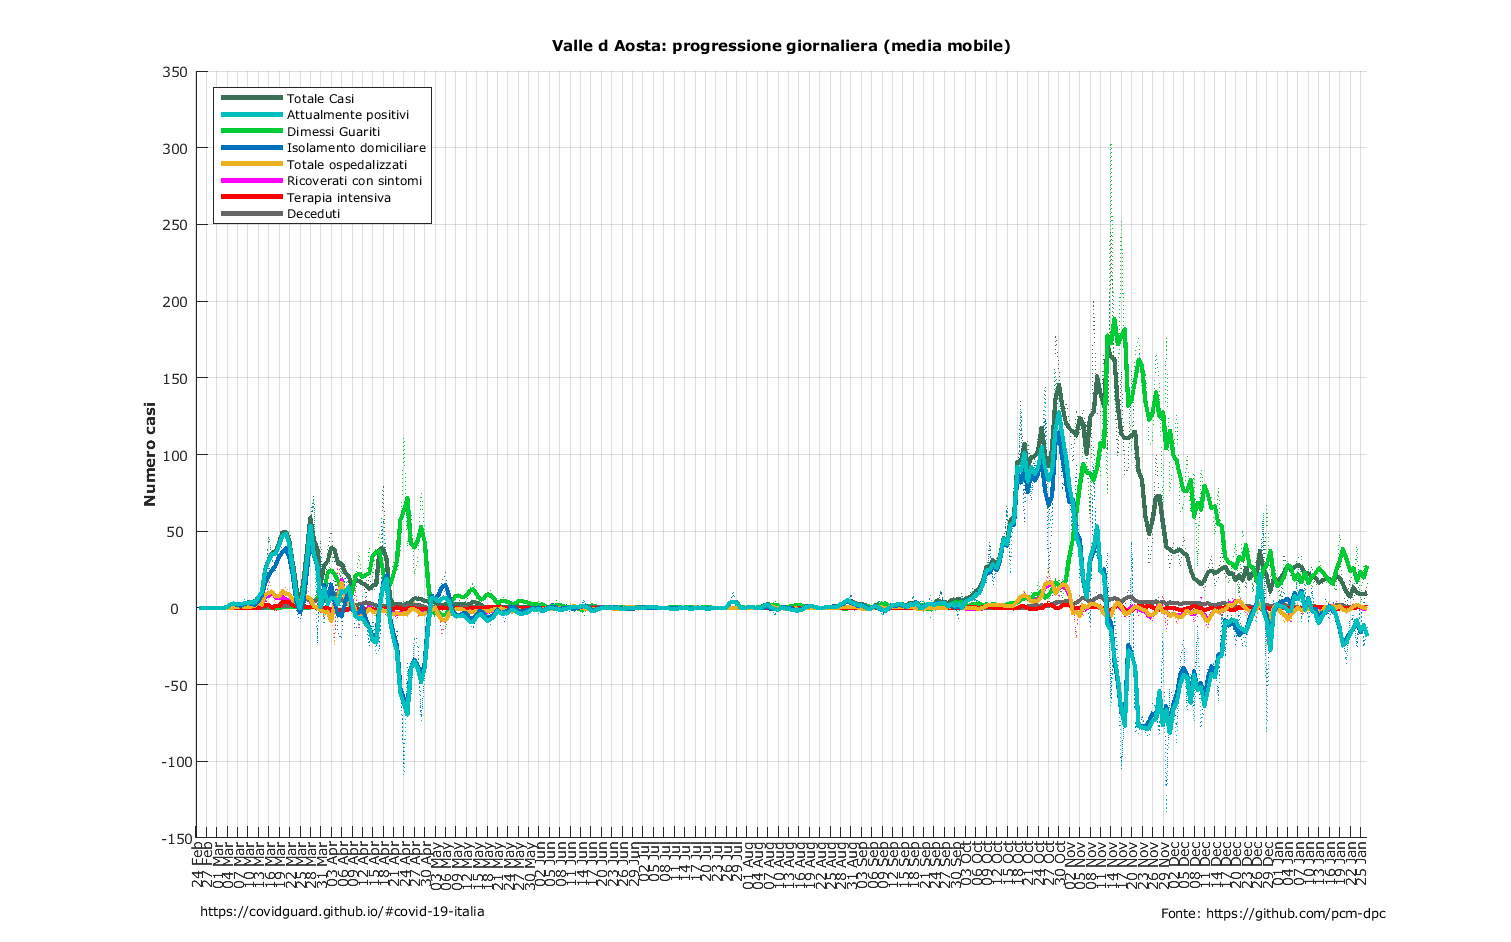 Valle d Aosta: progressione giornaliera (media mobile)
350
300
250
200
150
100
50
0
-50
-100
-150
Numero casi
Totale Casi
Attualmente positivi
Dimessi Guariti
Isolamento domiciliare
Totale ospedalizzati
Ricoverati con sintomi
Terapia intensiva
Deceduti
24 Feb
27 Feb
01 Mar
04 Mar
07 Mar
10 Mar
13 Mar
16 Mar
19 Mar
22 Mar
25 Mar
28 Mar
31 Mar
03 Apr
06 Apr
09 Apr
12 Apr
15 Apr
18 Apr
21 Apr
24 Apr
27 Apr
30 Apr
03 May
06 May
09 May
12 May
15 May
18 May
21 May
24 May
27 May
30 May
02 Jun
05 Jun
08 Jun
11 Jun
14 Jun
17 Jun
20 Jun
23 Jun
26 Jun
29 Jun
02 Jul
05 Jul
08 Jul
11 Jul
14 Jul
17 Jul
20 Jul
23 Jul
26 Jul
29 Jul
01 Aug
04 Aug
07 Aug
10 Aug
13 Aug
16 Aug
19 Aug
22 Aug
25 Aug
28 Aug
31 Aug
03 Sep
06 Sep
09 Sep
12 Sep
15 Sep
18 Sep
21 Sep
24 Sep
27 Sep
30 Sep
03 Oct
06 Oct
09 Oct
12 Oct
15 Oct
18 Oct
21 Oct
24 Oct
27 Oct
30 Oct
02 Nov
05 Nov
08 Nov
11 Nov
14 Nov
17 Nov
20 Nov
23 Nov
26 Nov
29 Nov
02 Dec
05 Dec
08 Dec
11 Dec
14 Dec
17 Dec
20 Dec
23 Dec
26 Dec
29 Dec
01 Jan
04 Jan
07 Jan
10 Jan
13 Jan
16 Jan
19 Jan
22 Jan
25 Jan
https://covidguard.github.io/#covid-19-italia
Fonte: https://github.com/pcm-dpc